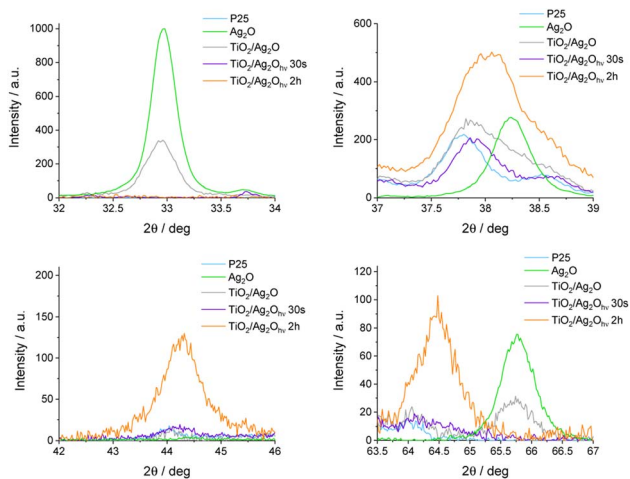 P25
Ag₂O
TiO₂/Ag₂O
TiO₂/Ag₂Ohv 30s
TiO₂/Ag₂Ohv 2h
Intensity / a.u.
1000
800
600
400
200
0
32
32.5
33
33.5
34
2θ / deg
P25
Ag₂O
TiO₂/Ag₂O
TiO₂/Ag₂Ohv 30s
TiO₂/Ag₂Ohv 2h
Intensity / a.u.
600
400
200
0
37
37.5
38
38.5
39
2θ / deg
P25
Ag₂O
TiO₂/Ag₂O
TiO₂/Ag₂Ohv 30s
TiO₂/Ag₂Ohv 2h
Intensity / a.u.
200
150
100
50
0
42
43
44
45
46
2θ / deg
P25
Ag₂O
TiO₂/Ag₂O
TiO₂/Ag₂Ohv 30s
TiO₂/Ag₂Ohv 2h
Intensity / a.u.
120
100
80
60
40
20
0
63.5
64
64.5
65
65.5
66
66.5
67
2θ / deg